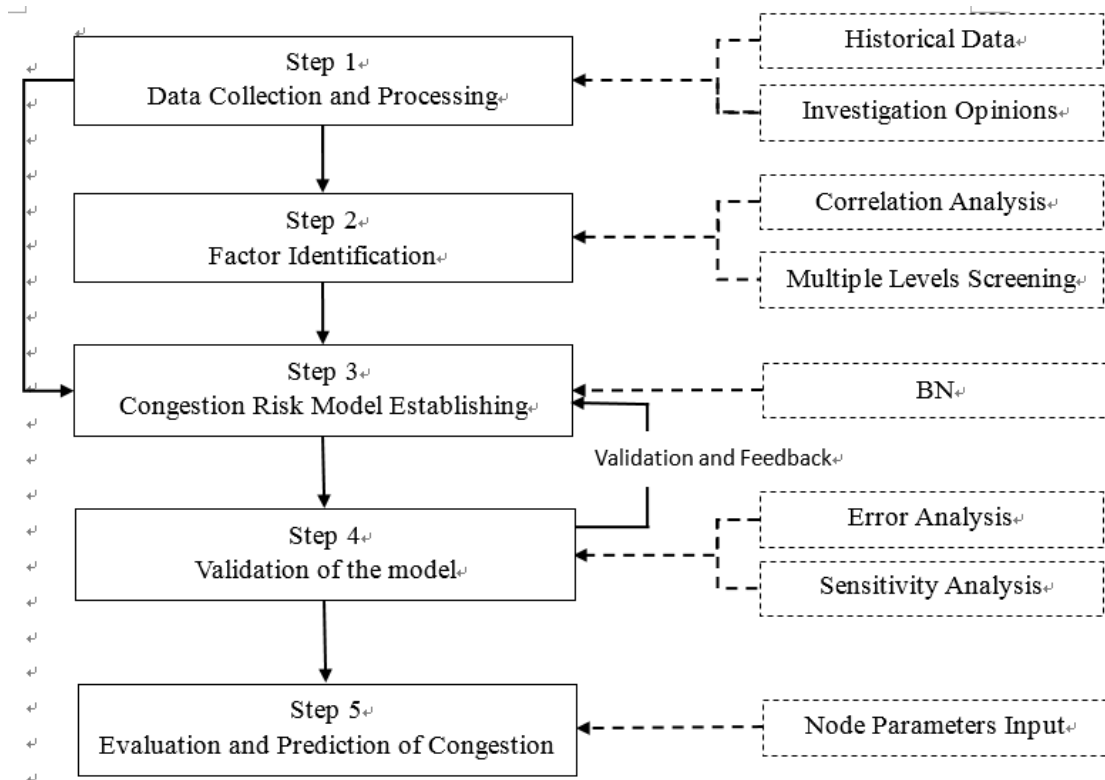 Step 1
Data Collection and Processing
Historical Data
Investigation Opinions
Step 2
Factor Identification
Correlation Analysis
Multiple Levels Screening
Step 3
Congestion Risk Model Establishing
BN
Validation and Feedback
Step 4
Validation of the model
Error Analysis
Sensitivity Analysis
Step 5
Evaluation and Prediction of Congestion
Node Parameters Input